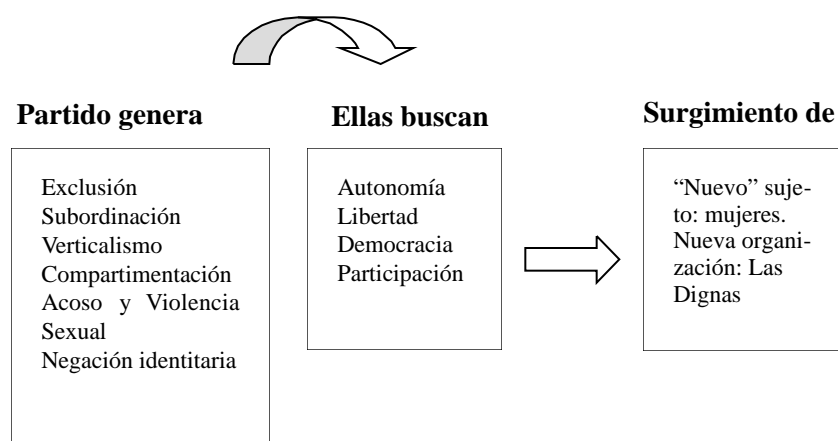 Partido genera
Exclusión
Subordinación
Verticalismo
Compartimentación
Acoso y Violencia
Sexual
Negación identitaria
Ellas buscan
Autonomía
Libertad
Democracia
Participación
Surgimiento de
“Nuevo” suje-
to: mujeres.
Nueva organi-
zación: Las
Dignas